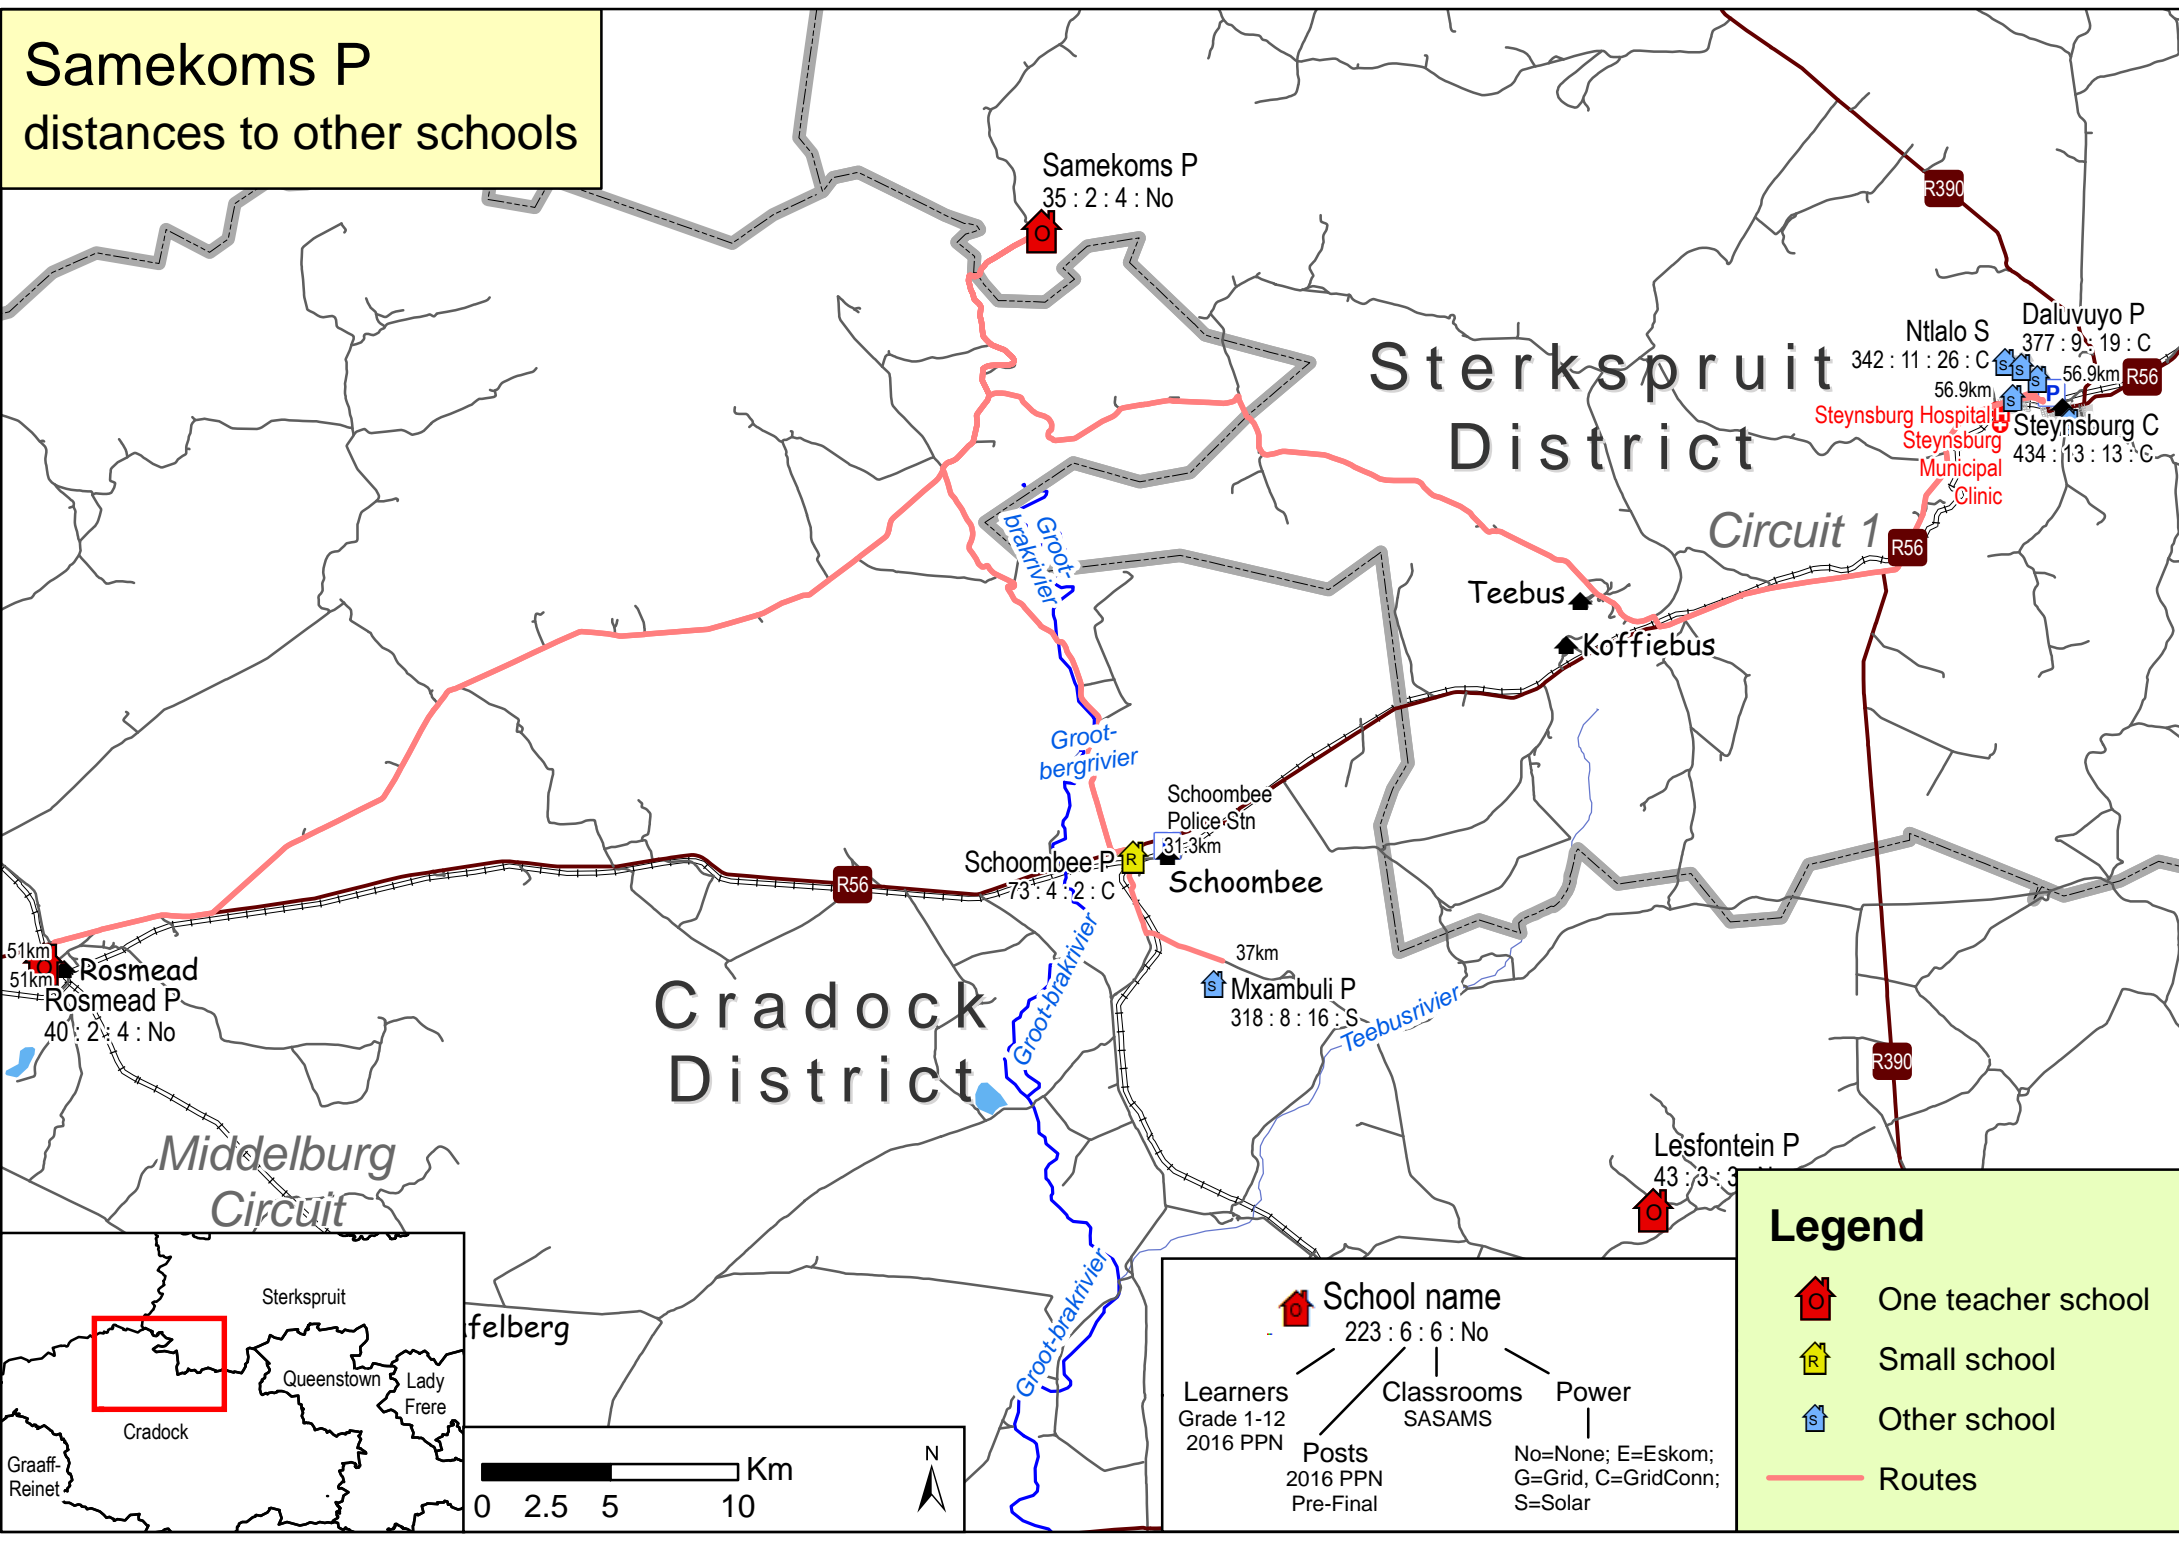 Samekoms P
distances to other schools
Samekoms P
35 : 2 : 4 : No
R390
Daluvuyo P
377 : 9 : 19 : C
Ntlalo S
342 : 11 : 26 : C
S
S
S
S
56.9km
56.9km
P
R56
Steynsburg Hospital
Steynsburg
Municipal
Clinic
Steynsburg C
434 : 13 : 13 : C
Sterkspruit
District
Circuit 1
R56
Groot-
brakrivier
Teebus
Koffiebus
Groot-
bergrivier
Schoombee
Police Stn
31.3km
Schoombee P
73 : 4 : 2 : C
R
Schoombee
R56
51km
51km
O
Rosmead
Rosmead P
40 : 2 : 4 : No
37km
S
Mxambuli P
318 : 8 : 16 : S
Groot-brakrivier
Teebusrivier
Cradock
District
R390
Middelburg
Circuit
Lesfontein P
43 : 3 : 3
O
O
Groot-brakrivier
felberg
Sterkspruit
Queenstown
Lady
Frere
Cradock
Graaff-
Reinet
Km
0 2.5 5 10
N
O
School name
223 : 6 : 6 : No
Learners
Grade 1-12
2016 PPN
Posts
2016 PPN
Pre-Final
Classrooms
SASAMS
Power
No=None; E=Eskom;
G=Grid, C=GridConn;
S=Solar
Legend
O One teacher school
R Small school
S Other school
Routes